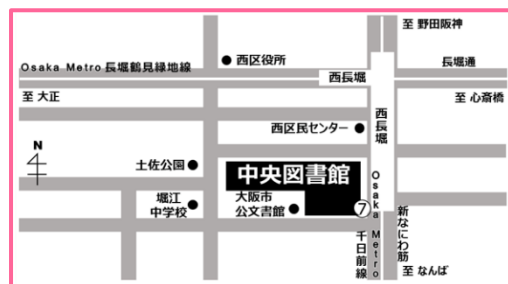 至 野田阪神
西区役所
Osaka Metro 長堀鶴見緑地線
長堀通
西長堀
至 大正
至 心斎橋
西長堀
西区民センター
N
土佐公園
中央図書館
堀江
中学校
大阪市
公文書館
⑦
Osaka Metro
千日前線
新なにわ筋
至 なんば